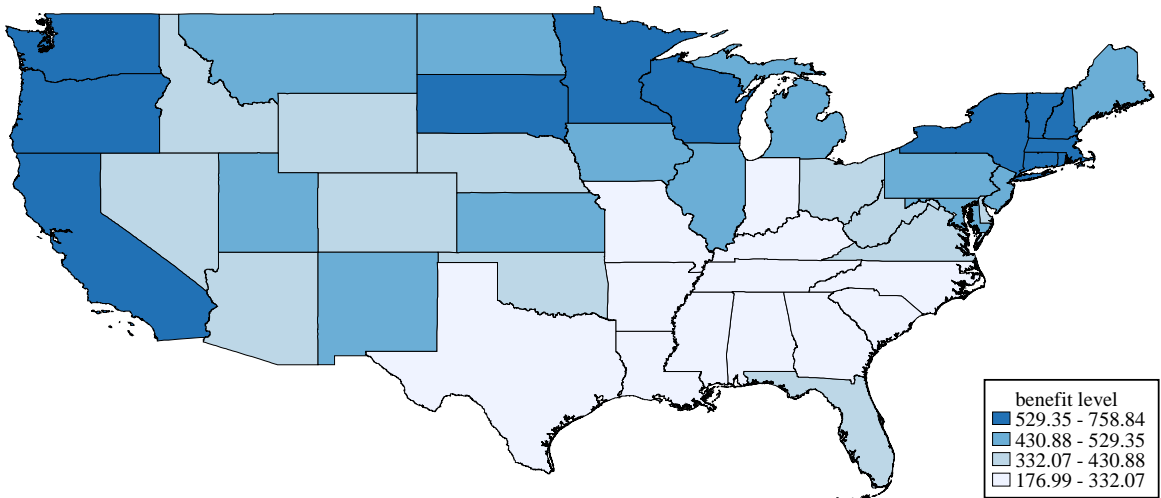 benefit level
529.35 - 758.84
430.88 - 529.35
332.07 - 430.88
176.99 - 332.07